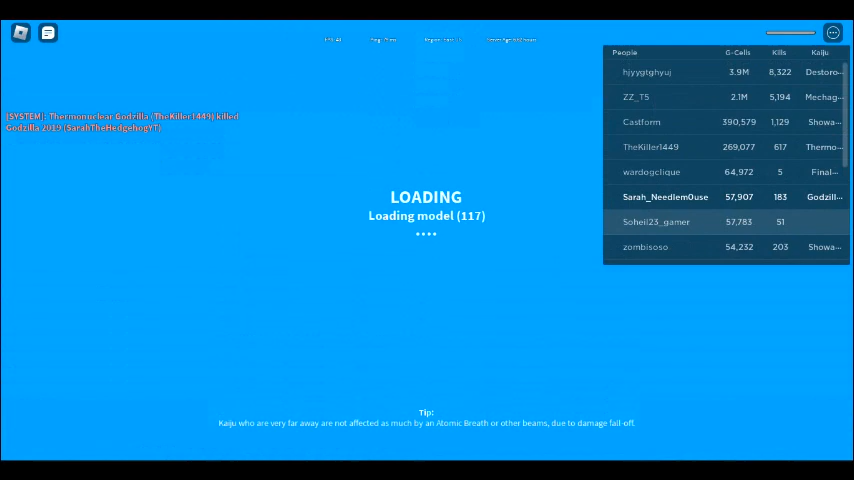 People G-Cells Kills Kaiju
hjyygtghyuj 3.9M 8,322 Destoro...
ZZ_T5 2.1M 5,194 Mechag...
Castform 390,579 1,129 Showa...
TheKiller1449 269,077 617 Thermo...
wardogclique 64,972 5 Final...
Sarah_Needlem0use 57,907 183 Godzill...
Soheil23_gamer 57,783 51
zombisoso 54,232 203 Showa...
[SYSTEM]: Thermonuclear Godzilla (TheKiller1449) killed
Godzilla 2019 (SarahTheHedgehogYT)
LOADING
Loading model (117)
Tip:
Kaiju who are very far away are not affected as much by an Atomic Breath or other beams, due to damage fall-off.